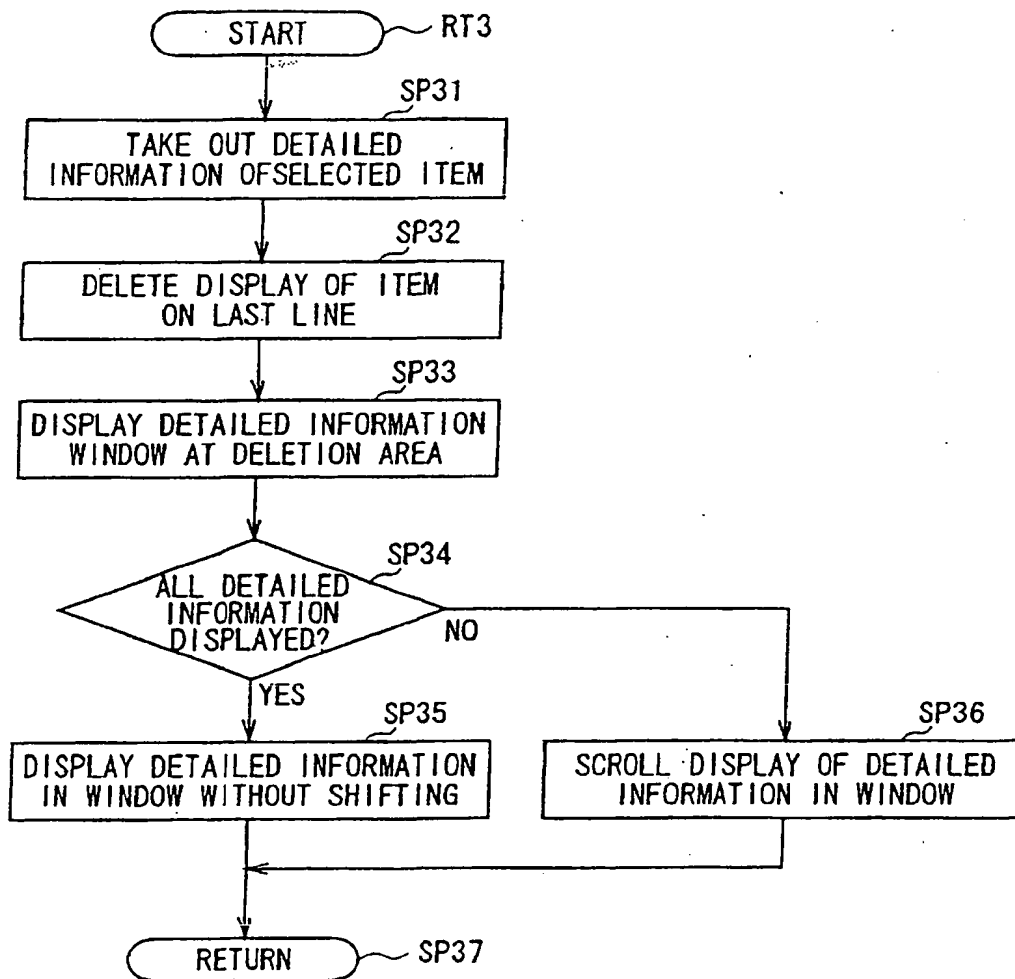 START
RT3
SP31
TAKE OUT DETAILED
INFORMATION OFSELECTED ITEM
SP32
DELETE DISPLAY OF ITEM
ON LAST LINE
SP33
DISPLAY DETAILED INFORMATION
WINDOW AT DELETION AREA
SP34
ALL DETAILED
INFORMATION
DISPLAYED?
NO
YES
SP35
DISPLAY DETAILED INFORMATION
IN WINDOW WITHOUT SHIFTING
SP36
SCROLL DISPLAY OF DETAILED
INFORMATION IN WINDOW
RETURN
SP37